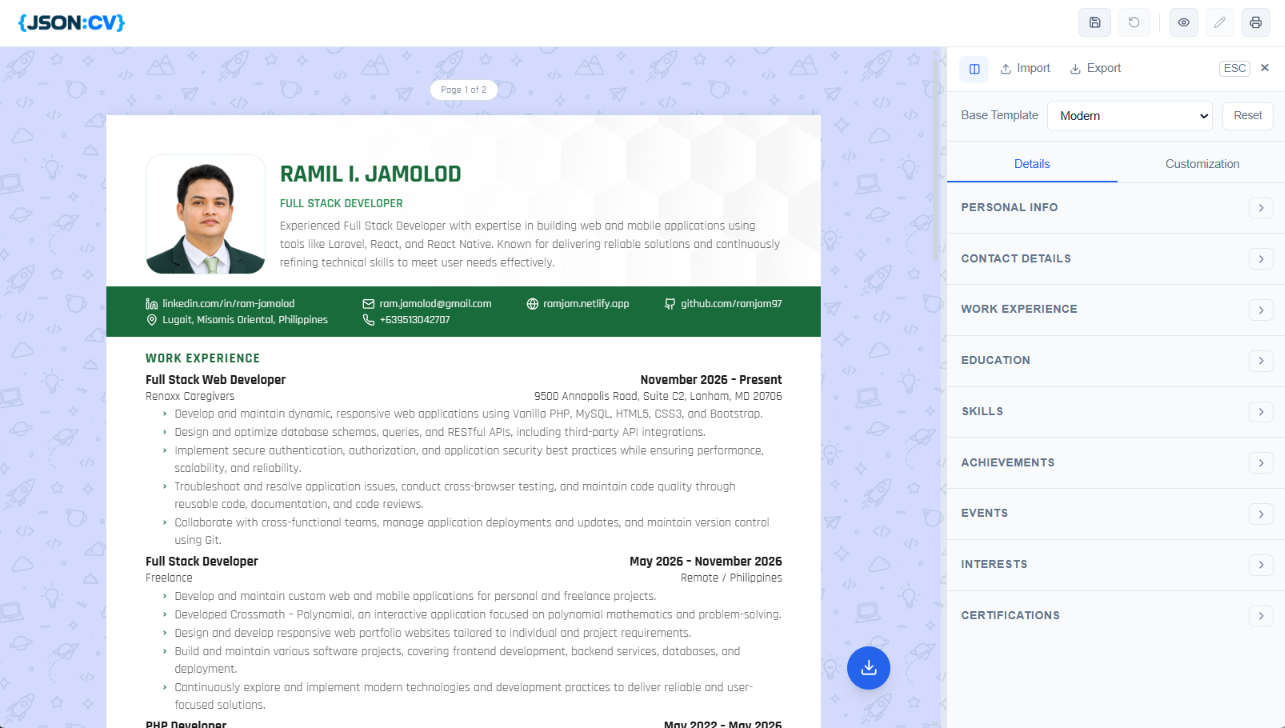 {JSON:CV}
Page 1 of 2
RAMIL I. JAMOLOD
FULL STACK DEVELOPER
Experienced Full Stack Developer with expertise in building web and mobile applications using
tools like Laravel, React, and React Native. Known for delivering reliable solutions and continuously
refining technical skills to meet user needs effectively.
linkedin.com/in/ram-jamolod ram.jamolod@gmail.com ramjam.netlify.app github.com/ramjam97
Lugait, Misamis Oriental, Philippines +639513042707
WORK EXPERIENCE
Full Stack Web Developer November 2026 – Present
Renoxx Caregivers 9500 Annapolis Road, Suite C2, Lanham, MD 20706
› Develop and maintain dynamic, responsive web applications using Vanilla PHP, MySQL, HTML5, CSS3, and Bootstrap.
› Design and optimize database schemas, queries, and RESTful APIs, including third-party API integrations.
› Implement secure authentication, authorization, and application security best practices while ensuring performance,
scalability, and reliability.
› Troubleshoot and resolve application issues, conduct cross-browser testing, and maintain code quality through
reusable code, documentation, and code reviews.
› Collaborate with cross-functional teams, manage application deployments and updates, and maintain version control
using Git.
Full Stack Developer May 2026 – November 2026
Freelance Remote / Philippines
› Develop and maintain custom web and mobile applications for personal and freelance projects.
› Developed Crossmath – Polynomial, an interactive application focused on polynomial mathematics and problem-solving.
› Design and develop responsive web portfolio websites tailored to individual and project requirements.
› Build and maintain various software projects, covering frontend development, backend services, databases, and
deployment.
› Continuously explore and implement modern technologies and development practices to deliver reliable and user-
focused solutions.
PHP Developer May 2022 – May 2026
Import Export ESC ✕
Base Template Modern Reset
Details Customization
PERSONAL INFO
CONTACT DETAILS
WORK EXPERIENCE
EDUCATION
SKILLS
ACHIEVEMENTS
EVENTS
INTERESTS
CERTIFICATIONS